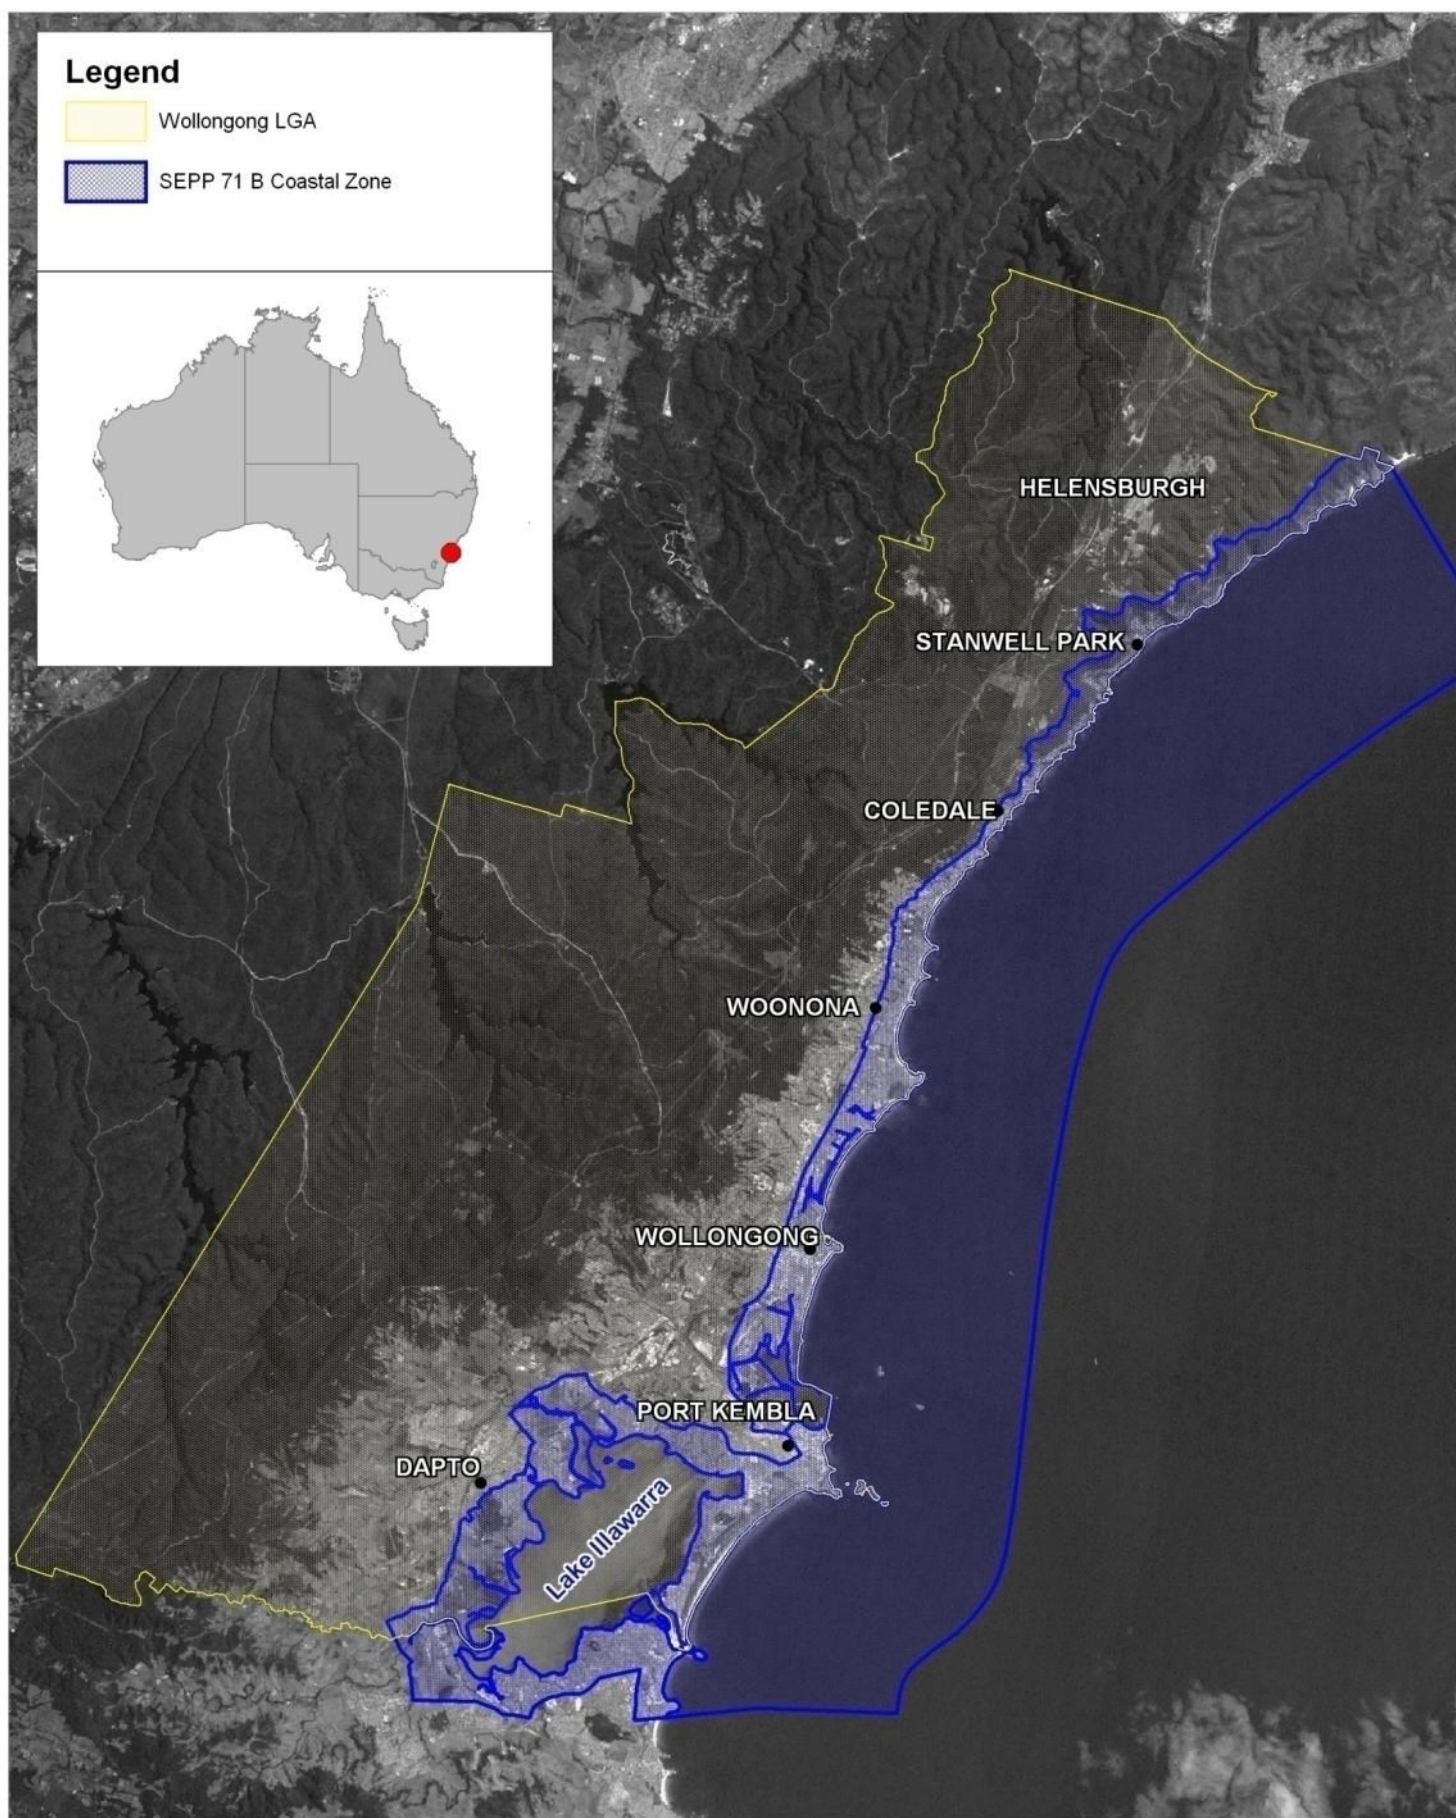 Legend
Wollongong LGA
SEPP 71 B Coastal Zone
HELENSBURGH
STANWELL PARK
COLEDALE
WOONONA
WOLLONGONG
PORT KEMBLA
DAPTO
Lake Illawarra